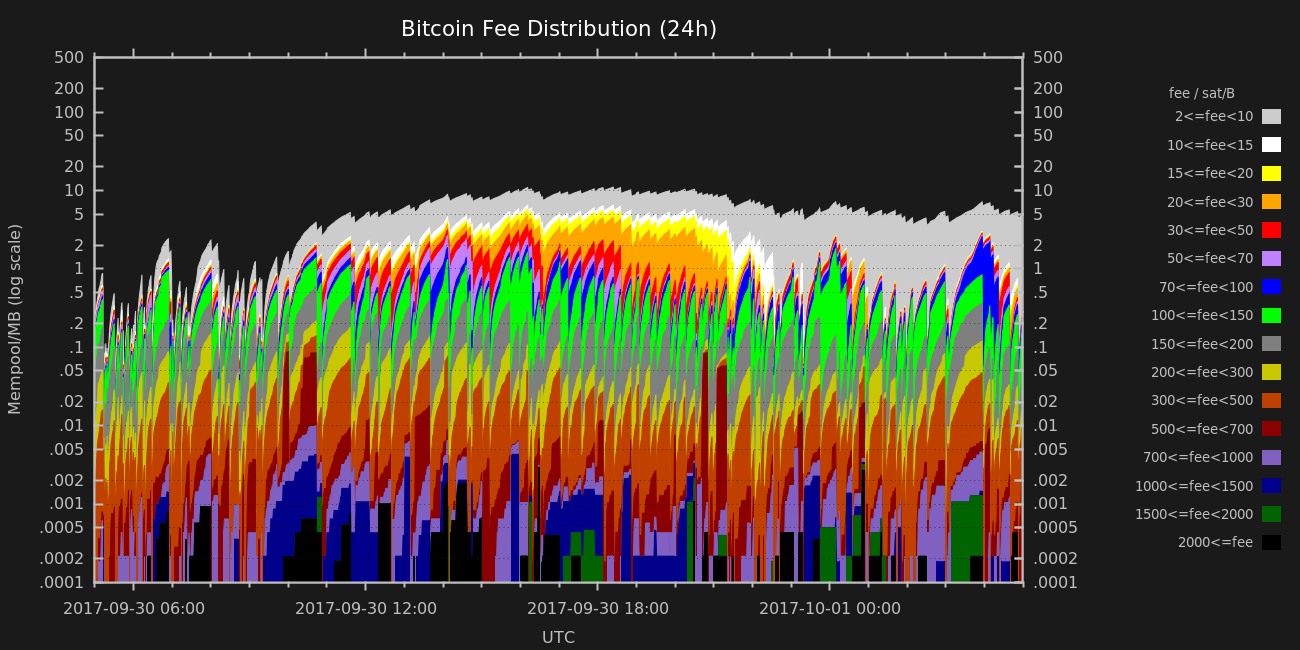 Bitcoin Fee Distribution (24h)
500 500
200 200
100 100
50 50
20 20
10 10
5 5
2 2
1 1
.5 .5
.2 .2
.1 .1
.05 .05
.02 .02
.01 .01
.005 .005
.002 .002
.001 .001
.0005 .0005
.0002 .0002
.0001 .0001
Mempool/MB (log scale)
2017-09-30 06:00 2017-09-30 12:00 2017-09-30 18:00 2017-10-01 00:00
UTC
fee / sat/B
2<=fee<10
10<=fee<15
15<=fee<20
20<=fee<30
30<=fee<50
50<=fee<70
70<=fee<100
100<=fee<150
150<=fee<200
200<=fee<300
300<=fee<500
500<=fee<700
700<=fee<1000
1000<=fee<1500
1500<=fee<2000
2000<=fee